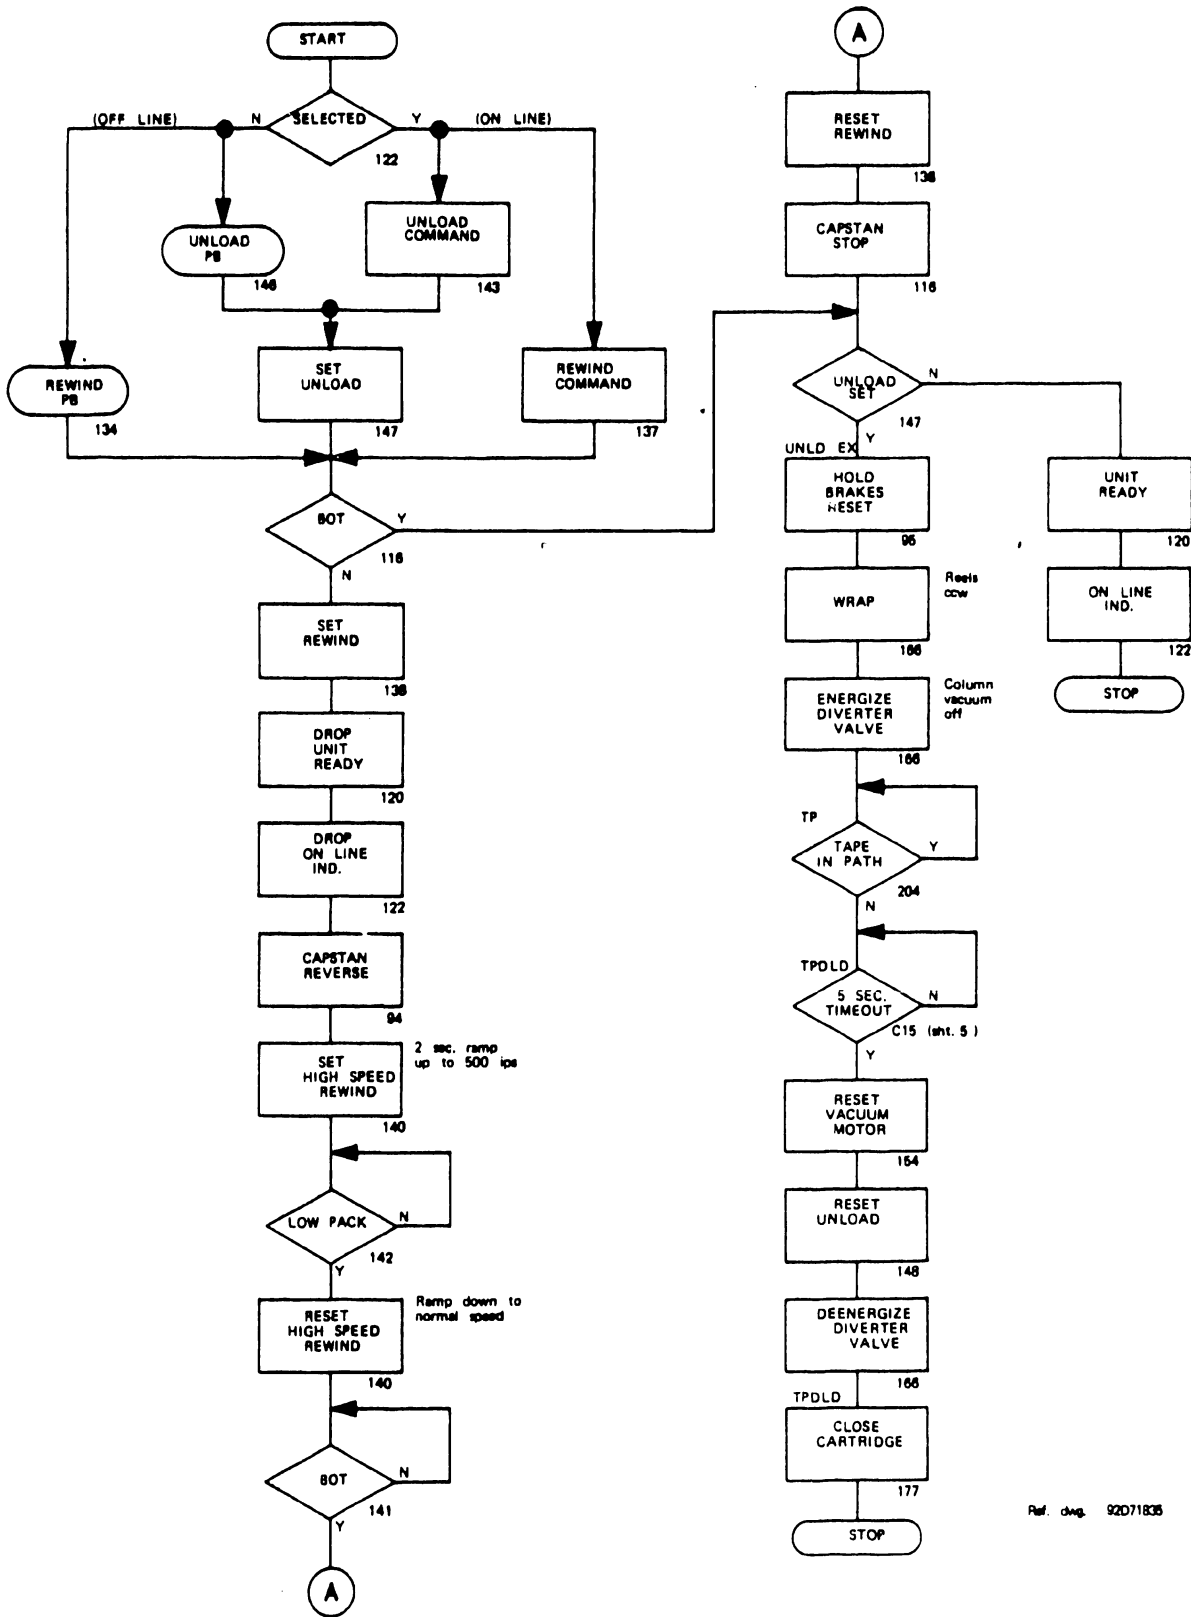 START
A
(OFF LINE) N SELECTED Y (ON LINE)
122
RESET
REWIND
138
UNLOAD
PB
146
UNLOAD
COMMAND
143
CAPSTAN
STOP
116
REWIND
PB
134
SET
UNLOAD
147
REWIND
COMMAND
137
UNLOAD
SET
N
147
Y
BOT
Y
116
N
UNLD EX
HOLD
BRAKES
RESET
95
UNIT
READY
120
SET
REWIND
138
WRAP
166
Reels
ccw
ON LINE
IND.
122
STOP
DROP
UNIT
READY
120
ENERGIZE
DIVERTER
VALVE
166
Column
vacuum
off
DROP
ON LINE
IND.
122
TP
TAPE
IN PATH
Y
204
N
CAPSTAN
REVERSE
94
TPDLD
5 SEC.
TIMEOUT
N
C15 (sht. 5)
Y
SET
HIGH SPEED
REWIND
140
2 sec. ramp
up to 500 ips
RESET
VACUUM
MOTOR
154
LOW PACK
N
142
Y
RESET
UNLOAD
148
RESET
HIGH SPEED
REWIND
140
Ramp down to
normal speed
DEENERGIZE
DIVERTER
VALVE
166
BOT
N
141
Y
TPDLD
CLOSE
CARTRIDGE
177
STOP
A
Ref. dwg. 92D71835